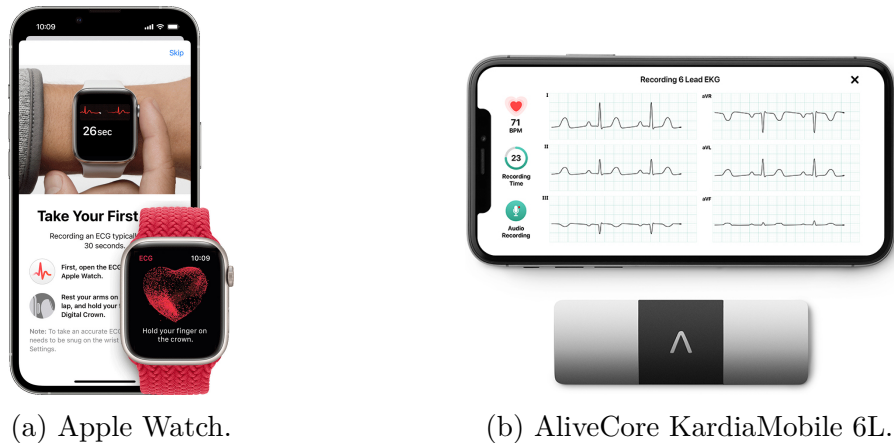 10:09
Skip
26sec
Take Your First
Recording an ECG typically
30 seconds.
First, open the ECG
Apple Watch.
Rest your arms on
lap, and hold your
Digital Crown.
Note: To take an accurate ECG
needs to be snug on the wrist
Settings.
ECG 10:09
Hold your finger on
the crown.
(a) Apple Watch.
Recording 6 Lead EKG
71
BPM
23
Recording
Time
Audio
Recording
I
aVR
II
aVL
III
aVF
(b) AliveCore KardiaMobile 6L.